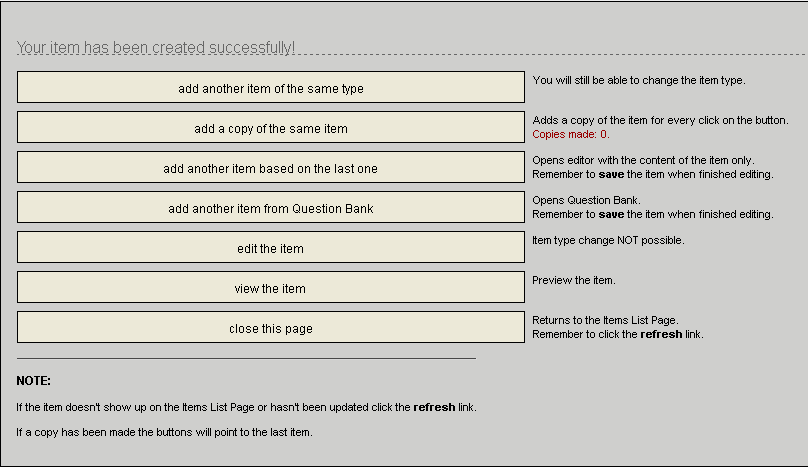 Your item has been created successfully!
add another item of the same type
You will still be able to change the item type.
add a copy of the same item
Adds a copy of the item for every click on the button.
Copies made: 0.
add another item based on the last one
Opens editor with the content of the item only.
Remember to save the item when finished editing.
add another item from Question Bank
Opens Question Bank.
Remember to save the item when finished editing.
edit the item
Item type change NOT possible.
view the item
Preview the item.
close this page
Returns to the Items List Page.
Remember to click the refresh link.
NOTE:
If the item doesn't show up on the Items List Page or hasn't been updated click the refresh link.
If a copy has been made the buttons will point to the last item.